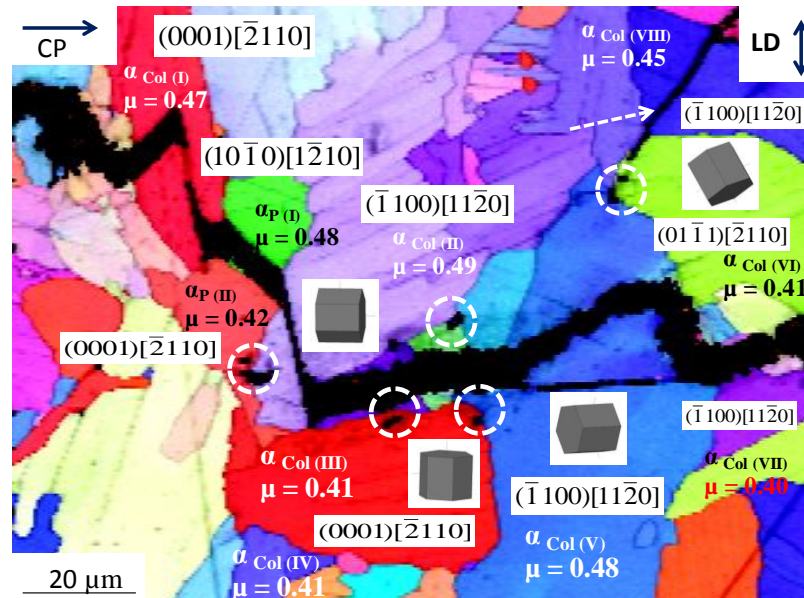 CP
(0001)[2̅110]
α Col (VIII)
μ = 0.45
LD
α Col (I)
μ = 0.47
(1̅100)[112̅0]
(101̅0)[12̅10]
αP (I)
μ = 0.48
(1̅100)[112̅0]
α Col (II)
μ = 0.49
(011̅1)[2̅110]
α Col (VI)
μ = 0.41
αP (II)
μ = 0.42
(0001)[2̅110]
(1̅100)[112̅0]
α Col (III)
μ = 0.41
(1̅100)[112̅0]
α Col (VII)
μ = 0.40
(0001)[2̅110]
α Col (V)
μ = 0.48
α Col (IV)
μ = 0.41
20 μm